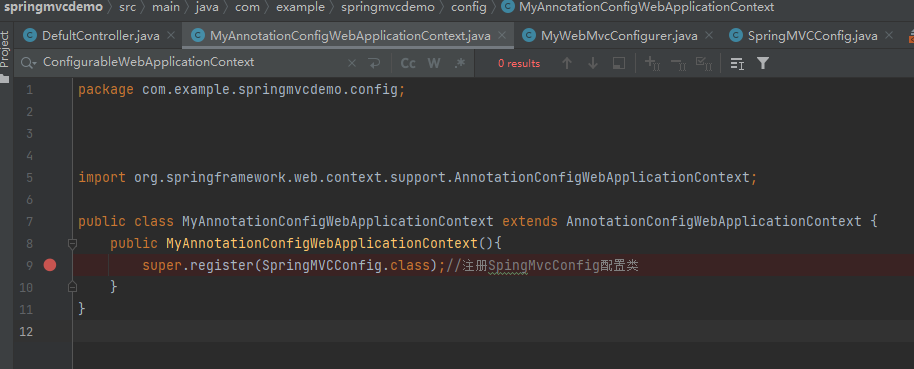 springmvcdemo src main java com example springmvcdemo config MyAnnotationConfigWebApplicationContext
Project
DefultController.java MyAnnotationConfigWebApplicationContext.java MyWebMvcConfigurer.java SpringMVCConfig.java
ConfigurableWebApplicationContext Cc W .* 0 results
1 package com.example.springmvcdemo.config;
2
3
4
5 import org.springframework.web.context.support.AnnotationConfigWebApplicationContext;
6
7 public class MyAnnotationConfigWebApplicationContext extends AnnotationConfigWebApplicationContext {
8 public MyAnnotationConfigWebApplicationContext(){
9 super.register(SpringMVCConfig.class);//注册SpingMvcConfig配置类
10 }
11 }
12